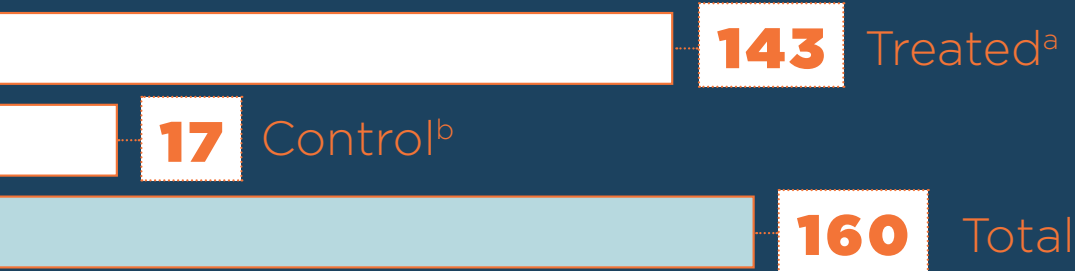 143 Treatedᵃ
17 Controlᵇ
160 Total